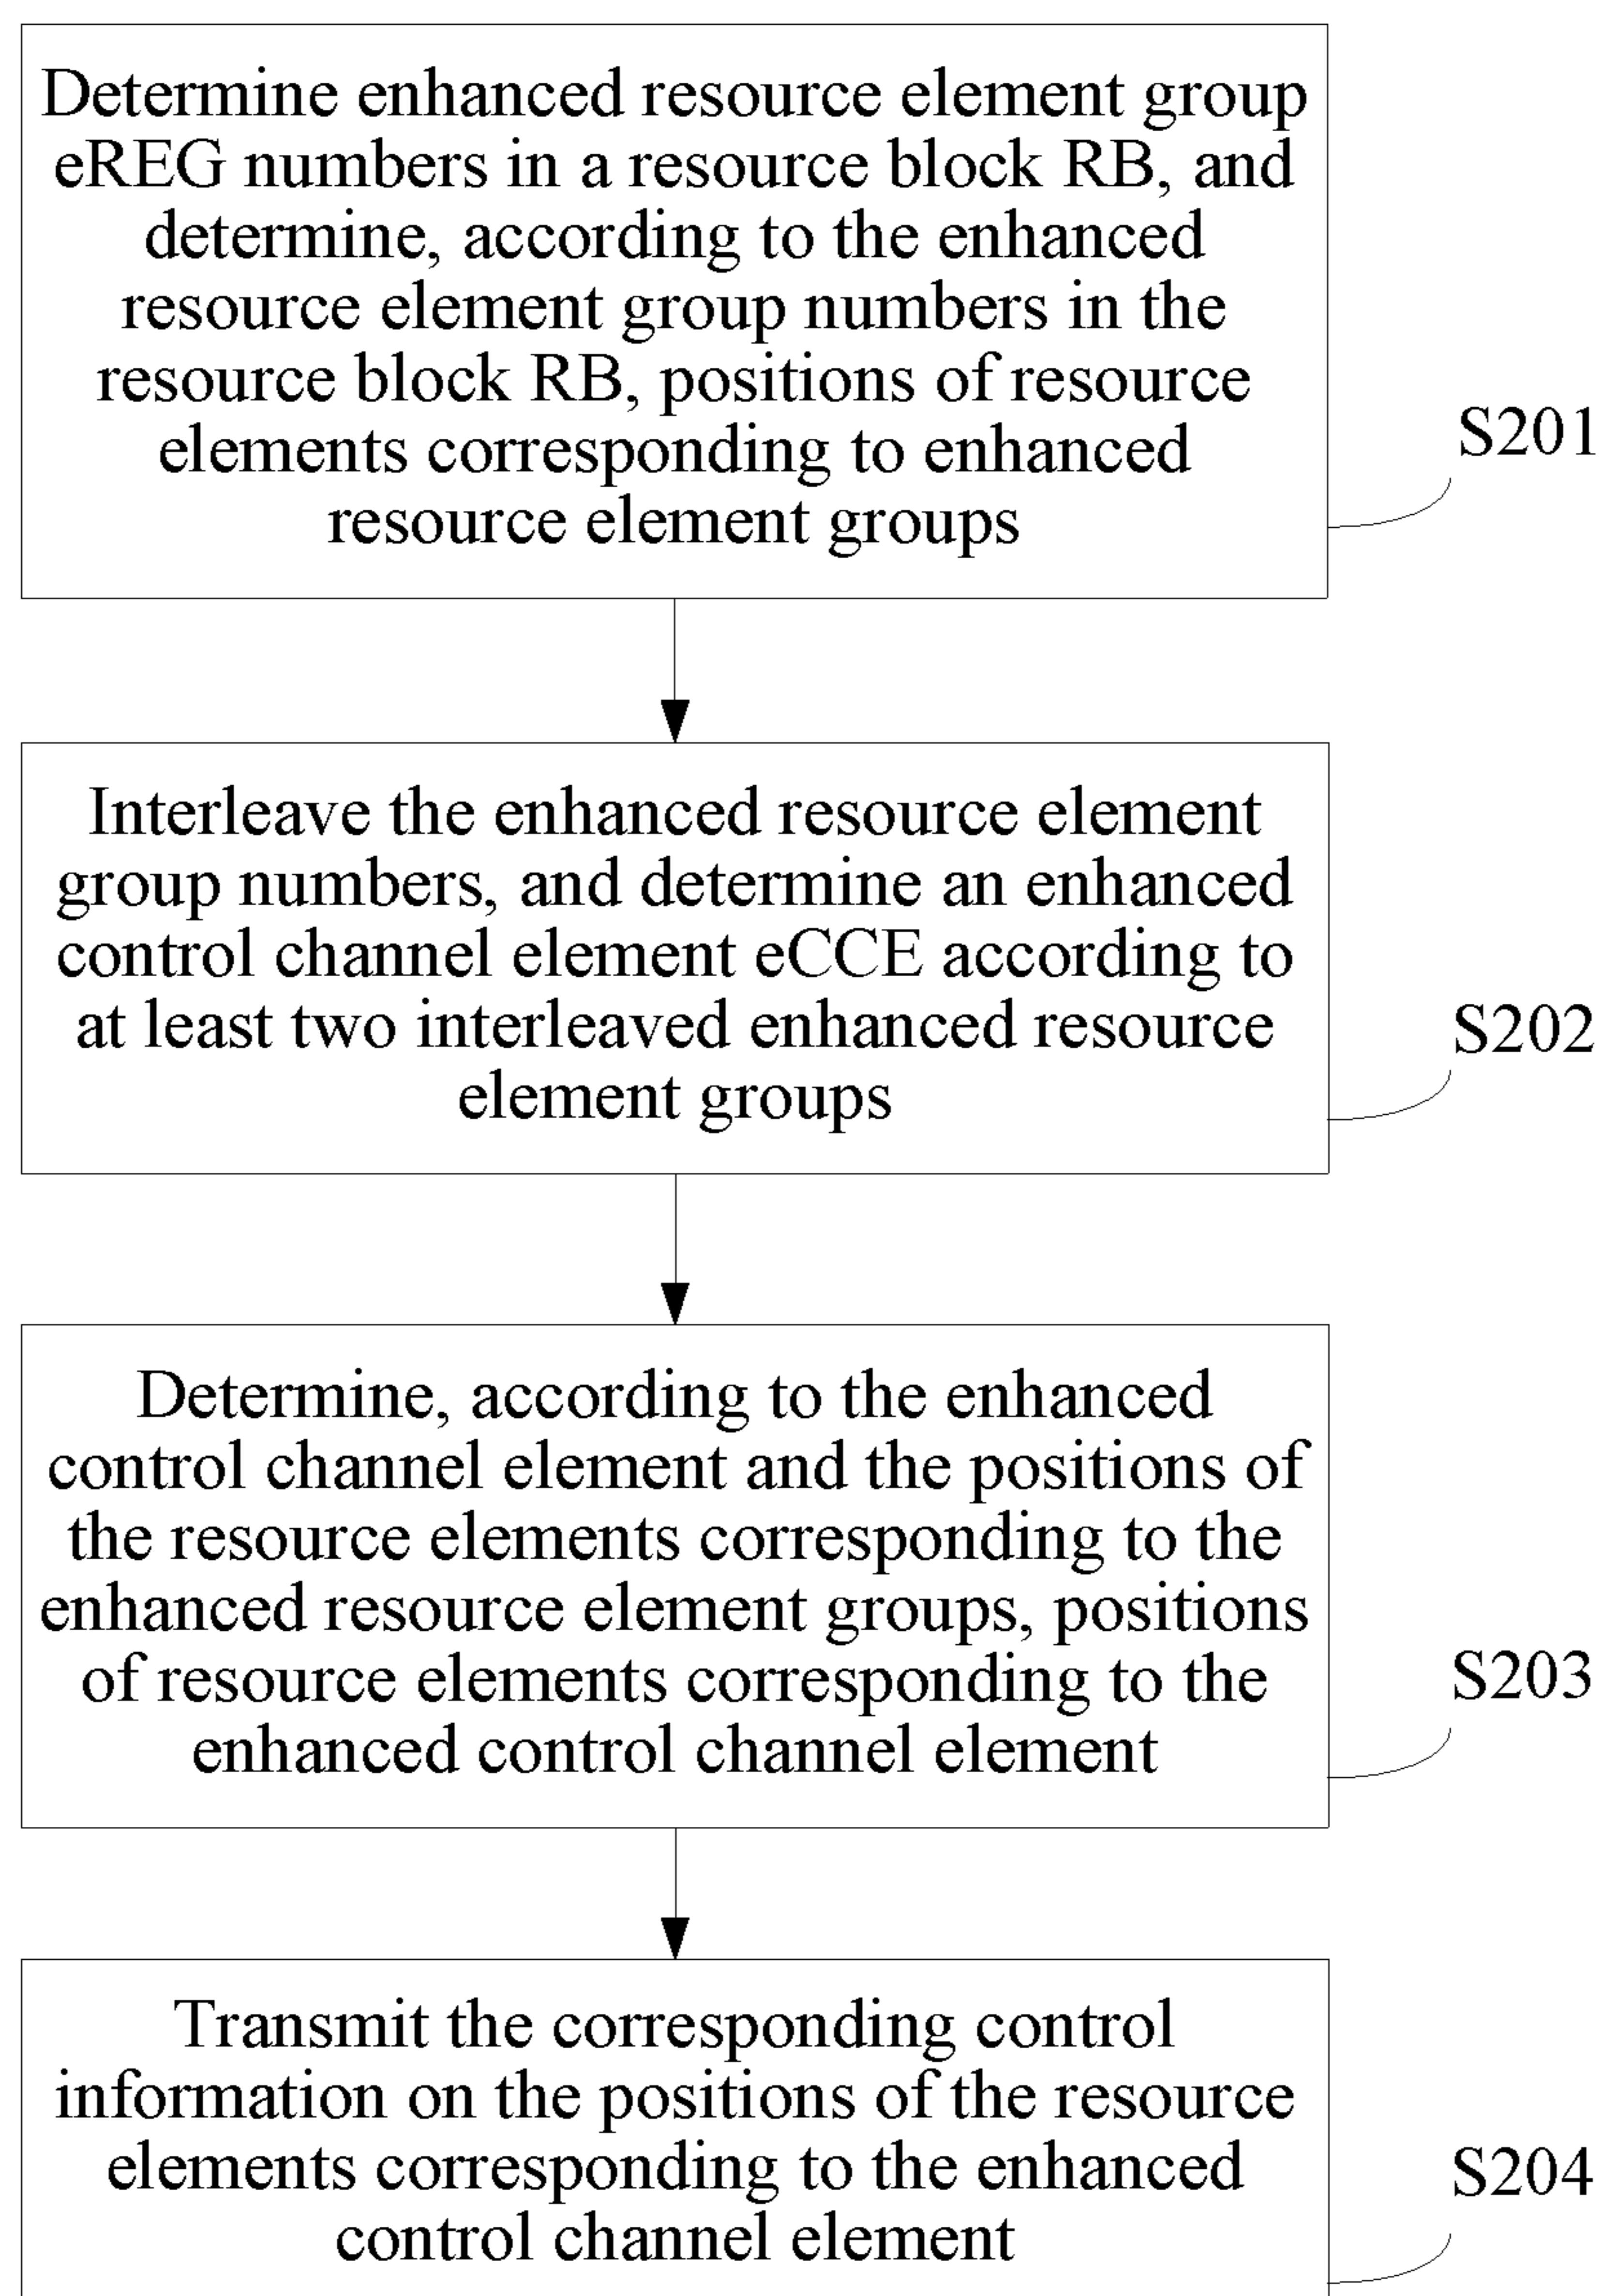 Determine enhanced resource element group
eREG numbers in a resource block RB, and
determine, according to the enhanced
resource element group numbers in the
resource block RB, positions of resource
elements corresponding to enhanced
resource element groups
S201
Interleave the enhanced resource element
group numbers, and determine an enhanced
control channel element eCCE according to
at least two interleaved enhanced resource
element groups
S202
Determine, according to the enhanced
control channel element and the positions of
the resource elements corresponding to the
enhanced resource element groups, positions
of resource elements corresponding to the
enhanced control channel element
S203
Transmit the corresponding control
information on the positions of the resource
elements corresponding to the enhanced
control channel element
S204